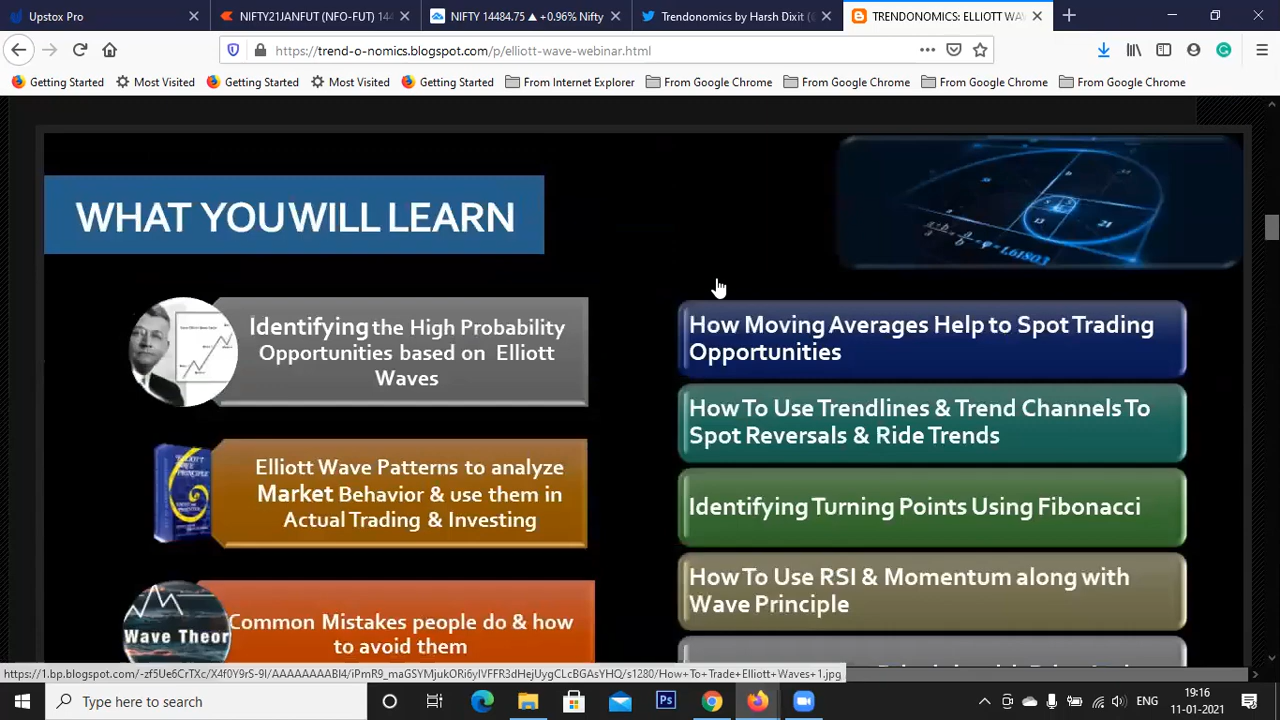 Upstox Pro
NIFTY21JANFUT (NFO-FUT) 144
NIFTY 14484.75 ▲ +0.96% Nifty
Trendonomics by Harsh Dixit (@
TRENDONOMICS: ELLIOTT WAV
https://trend-o-nomics.blogspot.com/p/elliott-wave-webinar.html
Getting Started
Most Visited
Getting Started
Most Visited
Getting Started
From Internet Explorer
From Google Chrome
From Google Chrome
From Google Chrome
From Google Chrome
WHAT YOU WILL LEARN
Identifying the High Probability
Opportunities based on Elliott
Waves
Elliott Wave Patterns to analyze
Market Behavior & use them in
Actual Trading & Investing
Wave Theor
Common Mistakes people do & how
to avoid them
How Moving Averages Help to Spot Trading
Opportunities
How To Use Trendlines & Trend Channels To
Spot Reversals & Ride Trends
Identifying Turning Points Using Fibonacci
How To Use RSI & Momentum along with
Wave Principle
Type here to search
ENG
19:16
11-01-2021